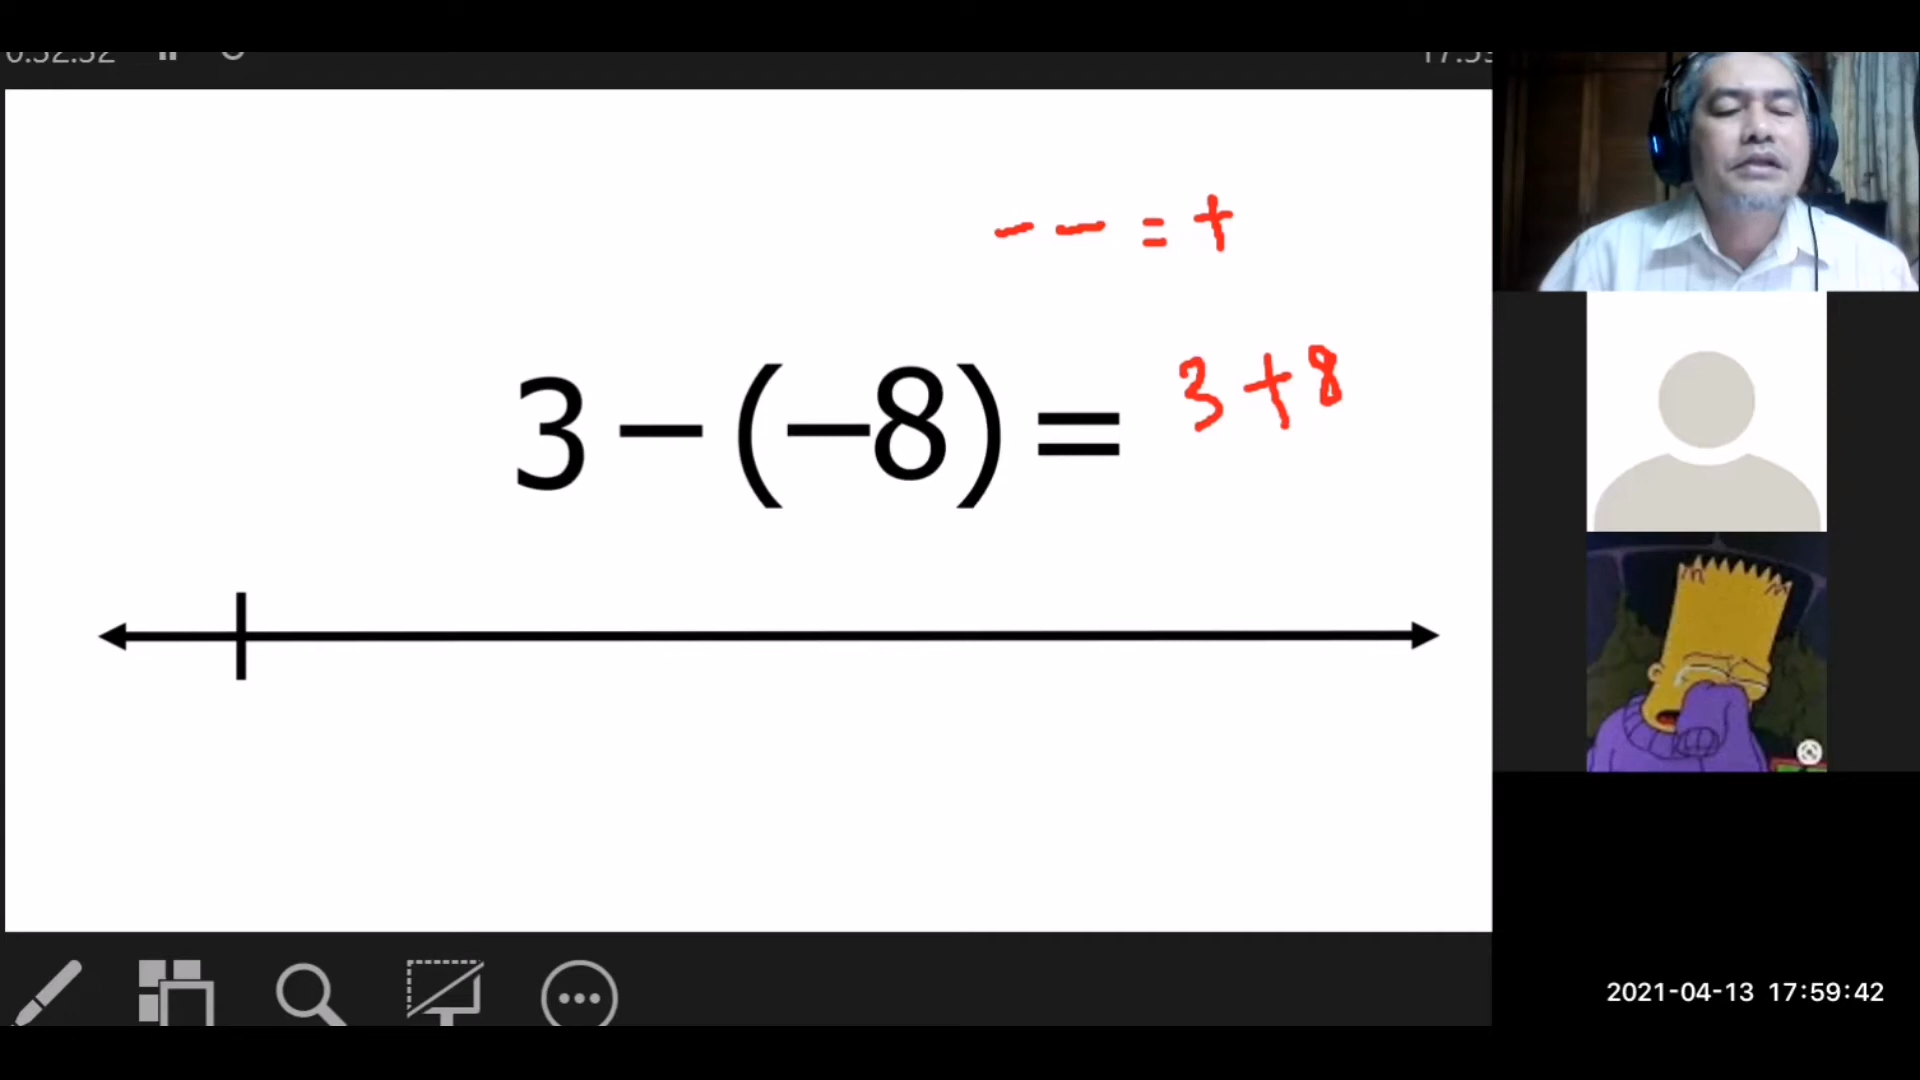 - - = +
3 – (–8) = 3 + 8
2021-04-13 17:59:42